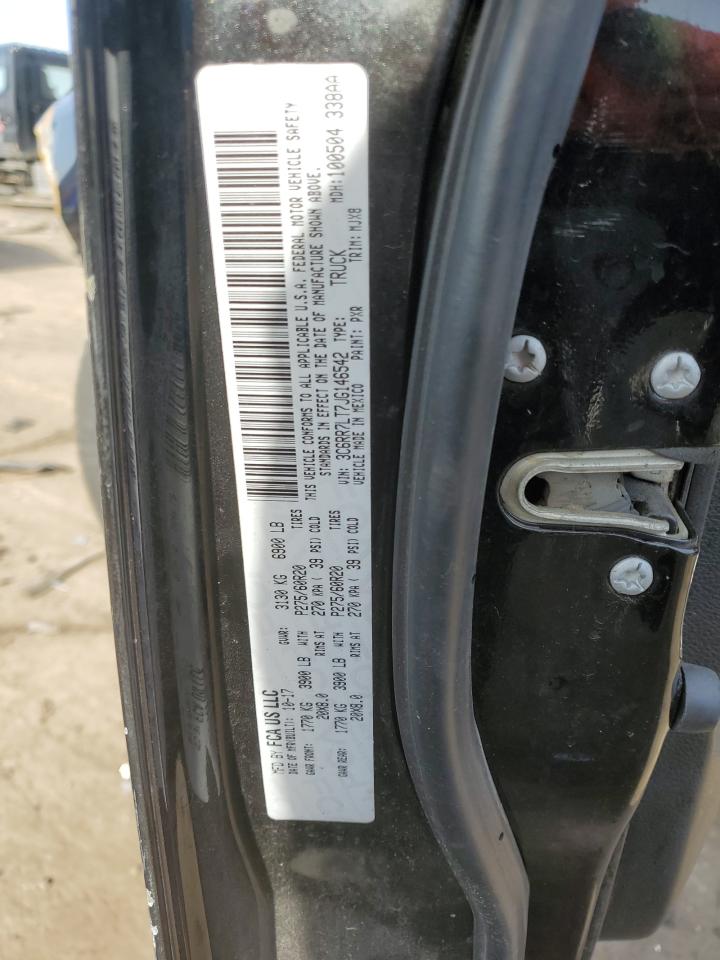 MFD BY FCA US LLC
DATE OF MFR(BUILT): 10-17 GVWR: 3130 KG 6900 LB
GAWR FRONT: 1770 KG 3900 LB WITH P275/60R20 TIRES
20X8.0 RIMS AT 270 KPA ( 39 PSI) COLD
GAWR REAR: 1770 KG 3900 LB WITH P275/60R20 TIRES
20X8.0 RIMS AT 270 KPA ( 39 PSI) COLD
THIS VEHICLE CONFORMS TO ALL APPLICABLE U.S.A. FEDERAL MOTOR VEHICLE SAFETY
STANDARDS IN EFFECT ON THE DATE OF MANUFACTURE SHOWN ABOVE.
VIN: 3C6RR7LT7JG146542 TYPE: TRUCK MDH:100504 338AA
VEHICLE MADE IN MEXICO PAINT: PXR TRIM: MJX8